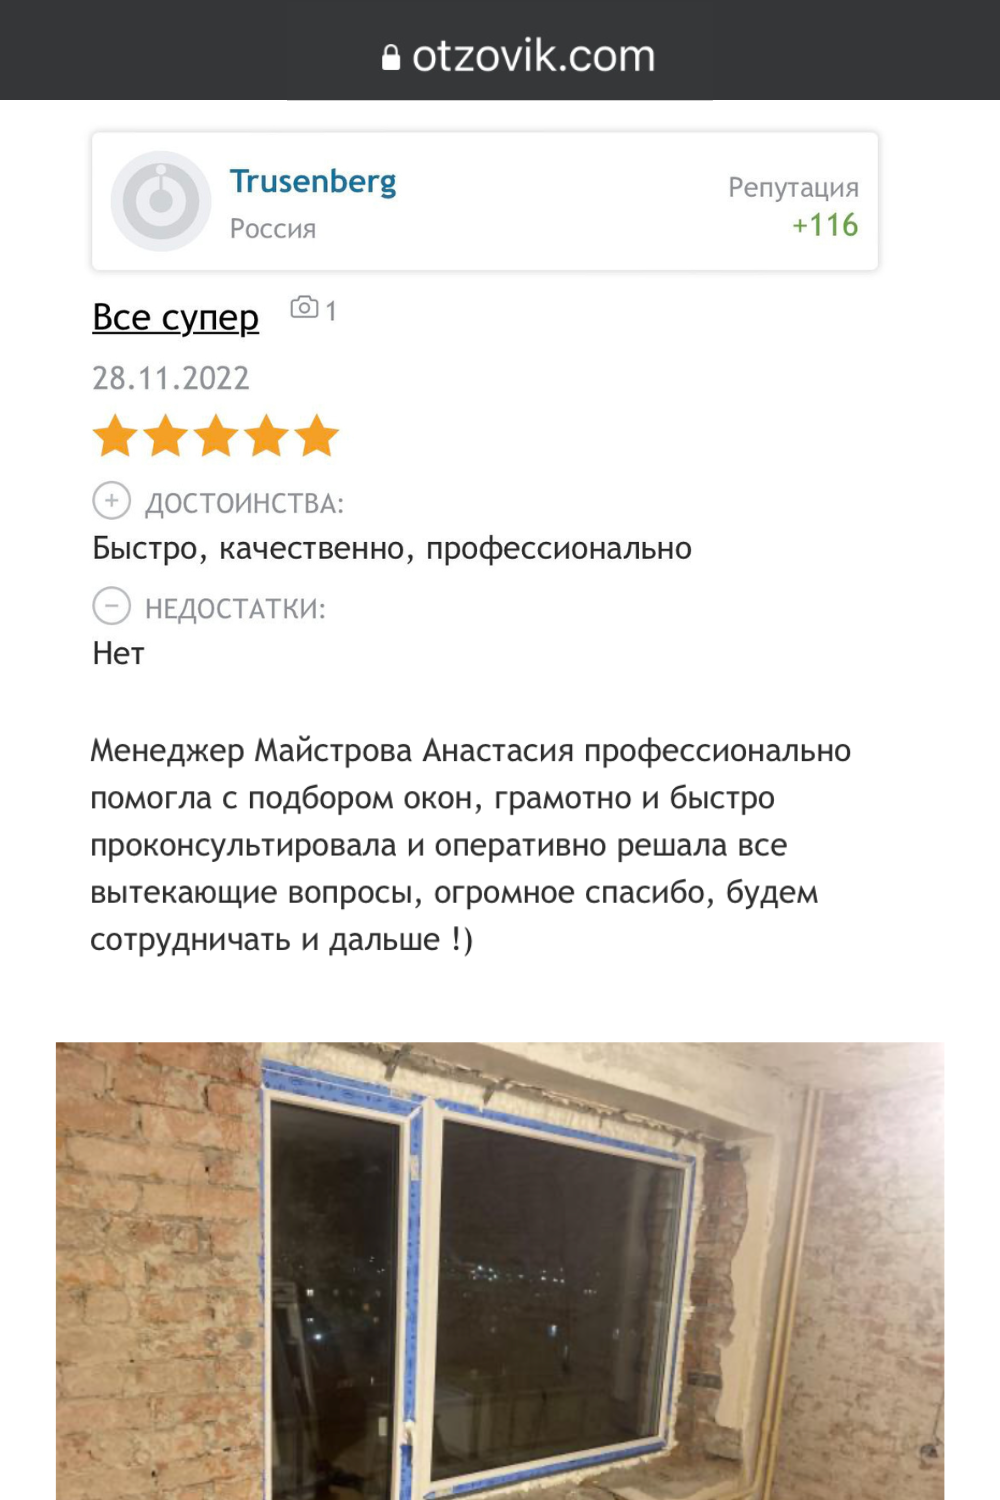 otzovik.com
Trusenberg
Репутация
Россия
+116
Все супер 1
28.11.2022
ДОСТОИНСТВА:
Быстро, качественно, профессионально
НЕДОСТАТКИ:
Нет
Менеджер Майстрова Анастасия профессионально
помогла с подбором окон, грамотно и быстро
проконсультировала и оперативно решала все
вытекающие вопросы, огромное спасибо, будем
сотрудничать и дальше !)